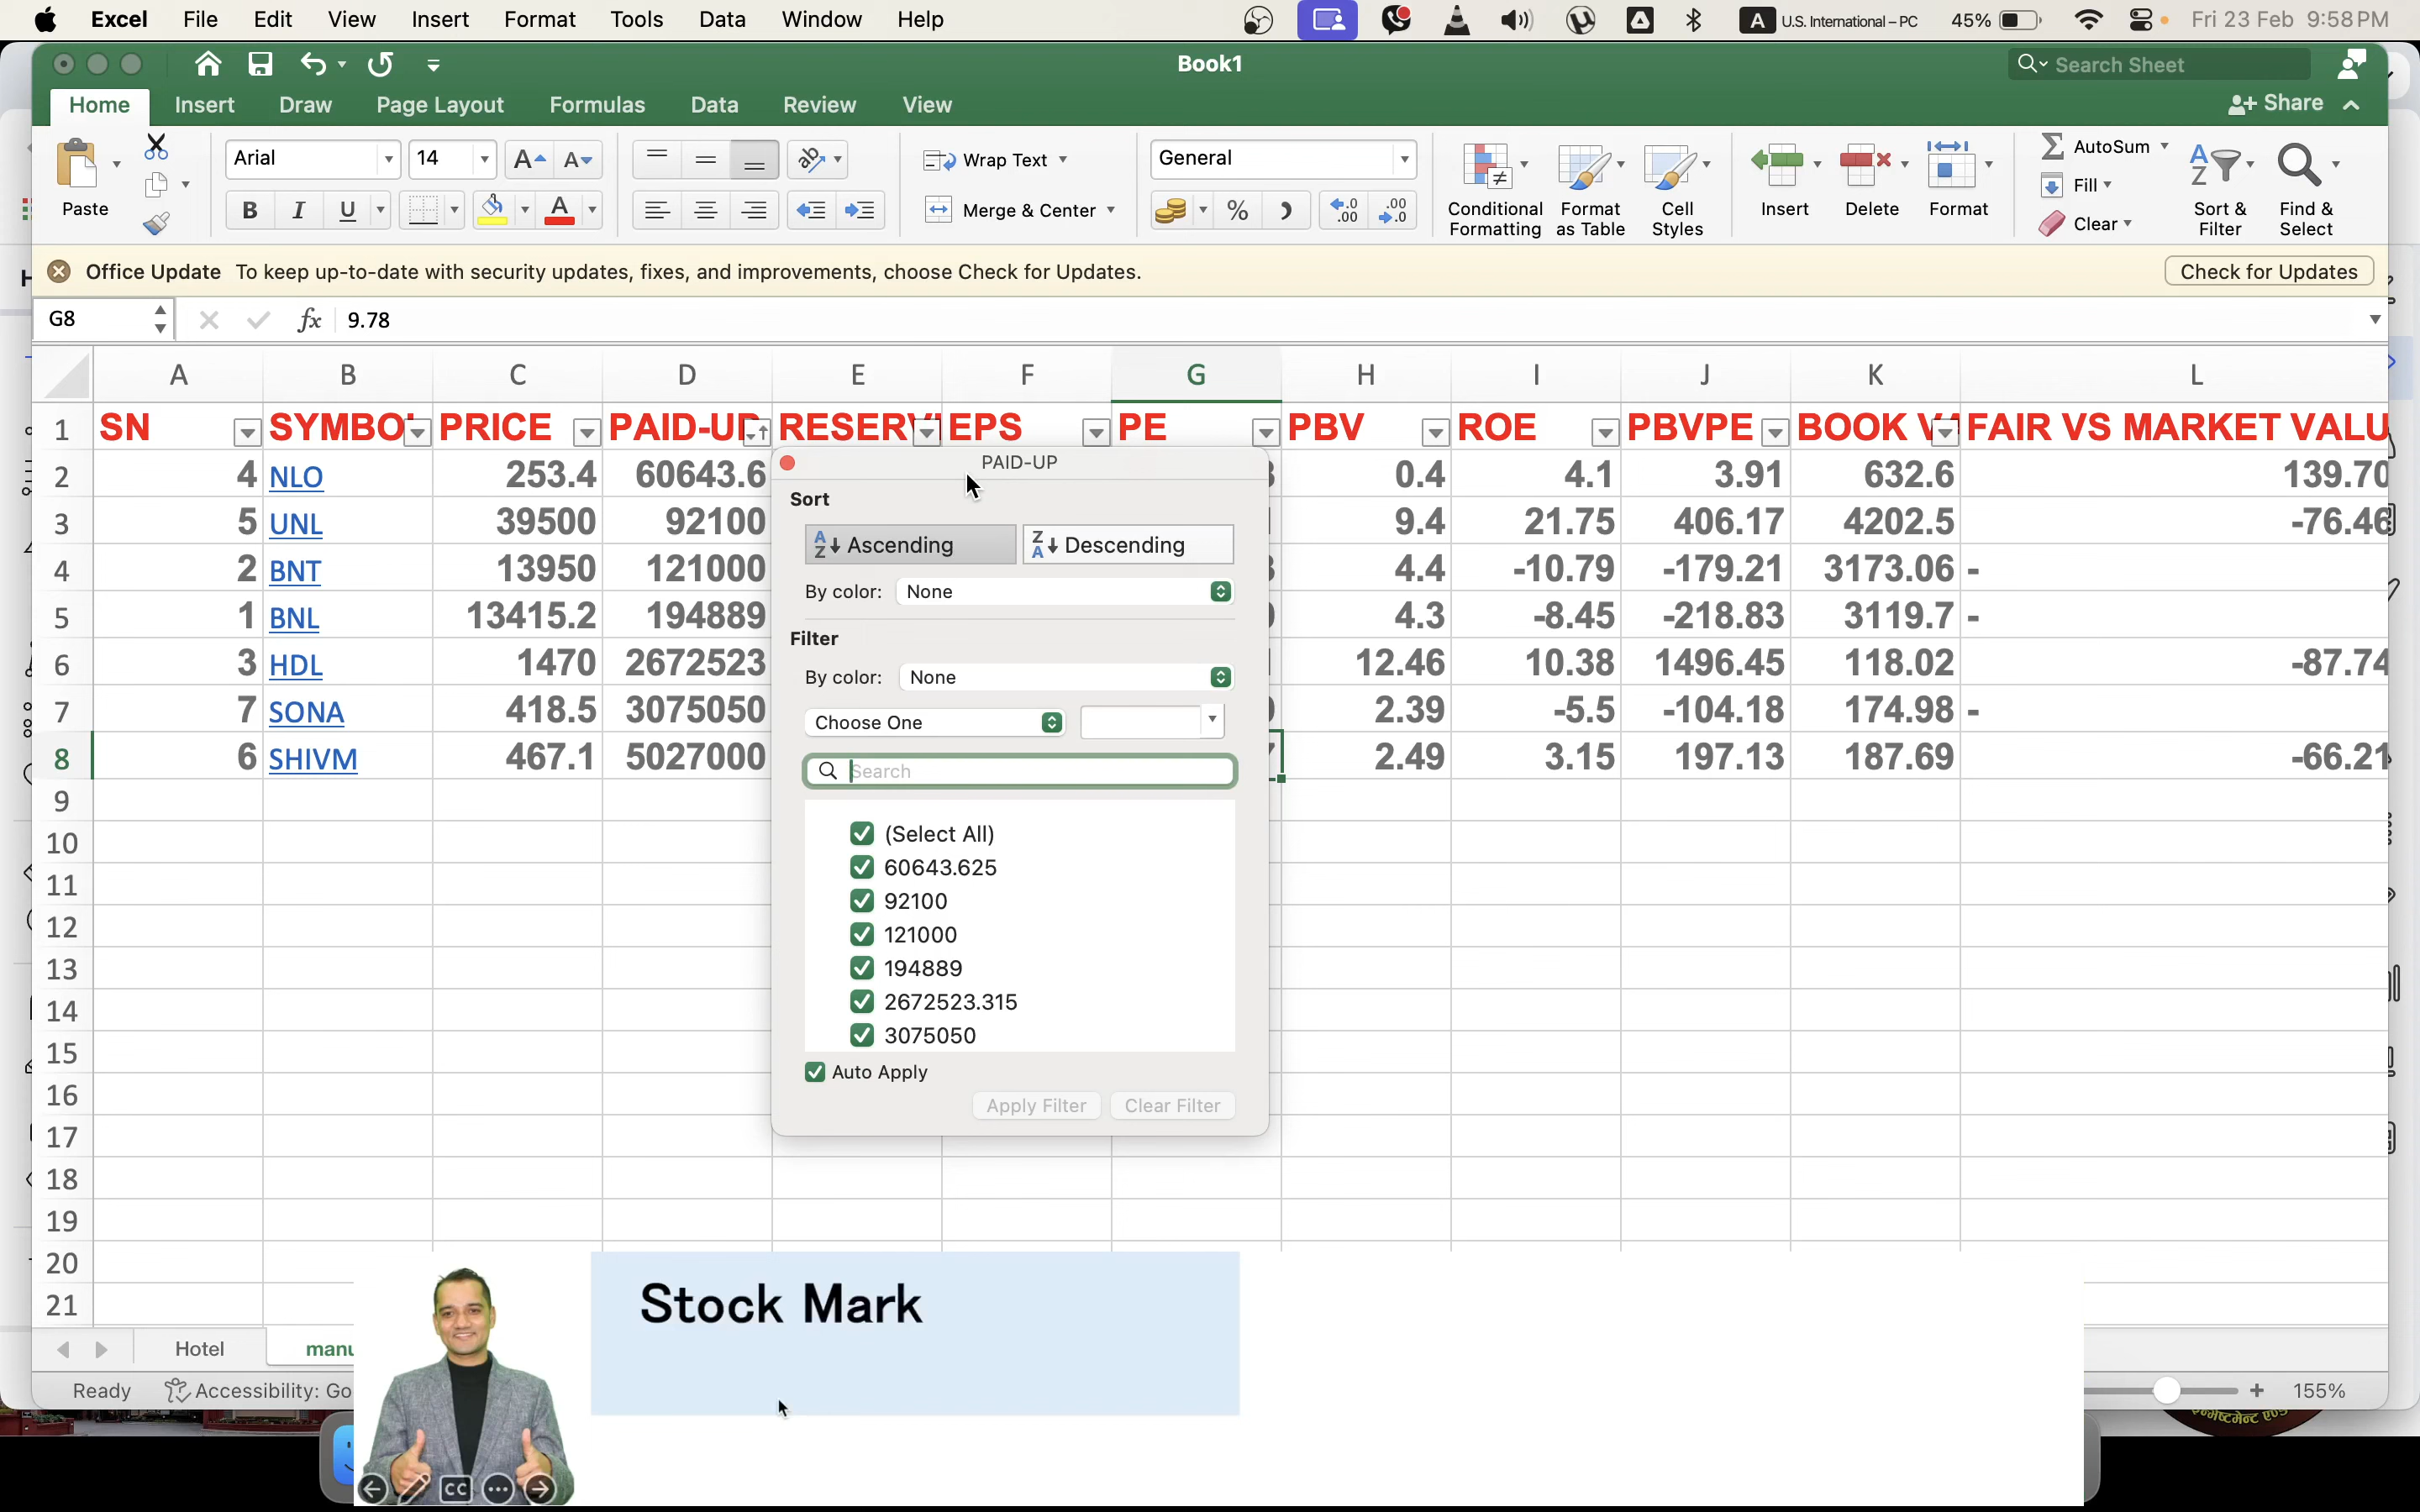 Excel File Edit View Insert Format Tools Data Window Help A U.S. International – PC 45% Fri 23 Feb 9:58PM
Book1 Search Sheet
Home Insert Draw Page Layout Formulas Data Review View Share
Paste Arial 14 Wrap Text General AutoSum
Merge & Center Fill
B I U Clear
Conditional Formatting Format as Table Cell Styles Insert Delete Format Sort & Filter Find & Select
Office Update To keep up-to-date with security updates, fixes, and improvements, choose Check for Updates. Check for Updates
G8 fx 9.78
A B C D E F G H I J K L
1 SN PRICE EPS PE PBV ROE PBVPE BOOK FAIR VS MARKET VALU
2 4 NLO 253.4 60643.6 0.4 4.1 3.91 632.6 139.70
3 5 UNL 39500 92100 9.4 21.75 406.17 4202.5 -76.46
4 2 BNT 13950 121000 4.4 -10.79 -179.21 3173.06 -
5 1 BNL 13415.2 194889 4.3 -8.45 -218.83 3119.7 -
6 3 HDL 1470 2672523 12.46 10.38 1496.45 118.02 -87.74
7 7 SONA 418.5 3075050 2.39 -5.5 -104.18 174.98 -
8 6 SHIVM 467.1 5027000 2.49 3.15 197.13 187.69 -66.21
9
10
11
12
13
14
15
16
17
18
19
20
21
PAID-UP
Sort
Ascending Descending
By color: None
Filter
By color: None
Choose One
Search
(Select All)
60643.625
92100
121000
194889
2672523.315
3075050
Auto Apply
Apply Filter Clear Filter
Stock Mark
Hotel manu
Ready Accessibility: Go 155%
CC